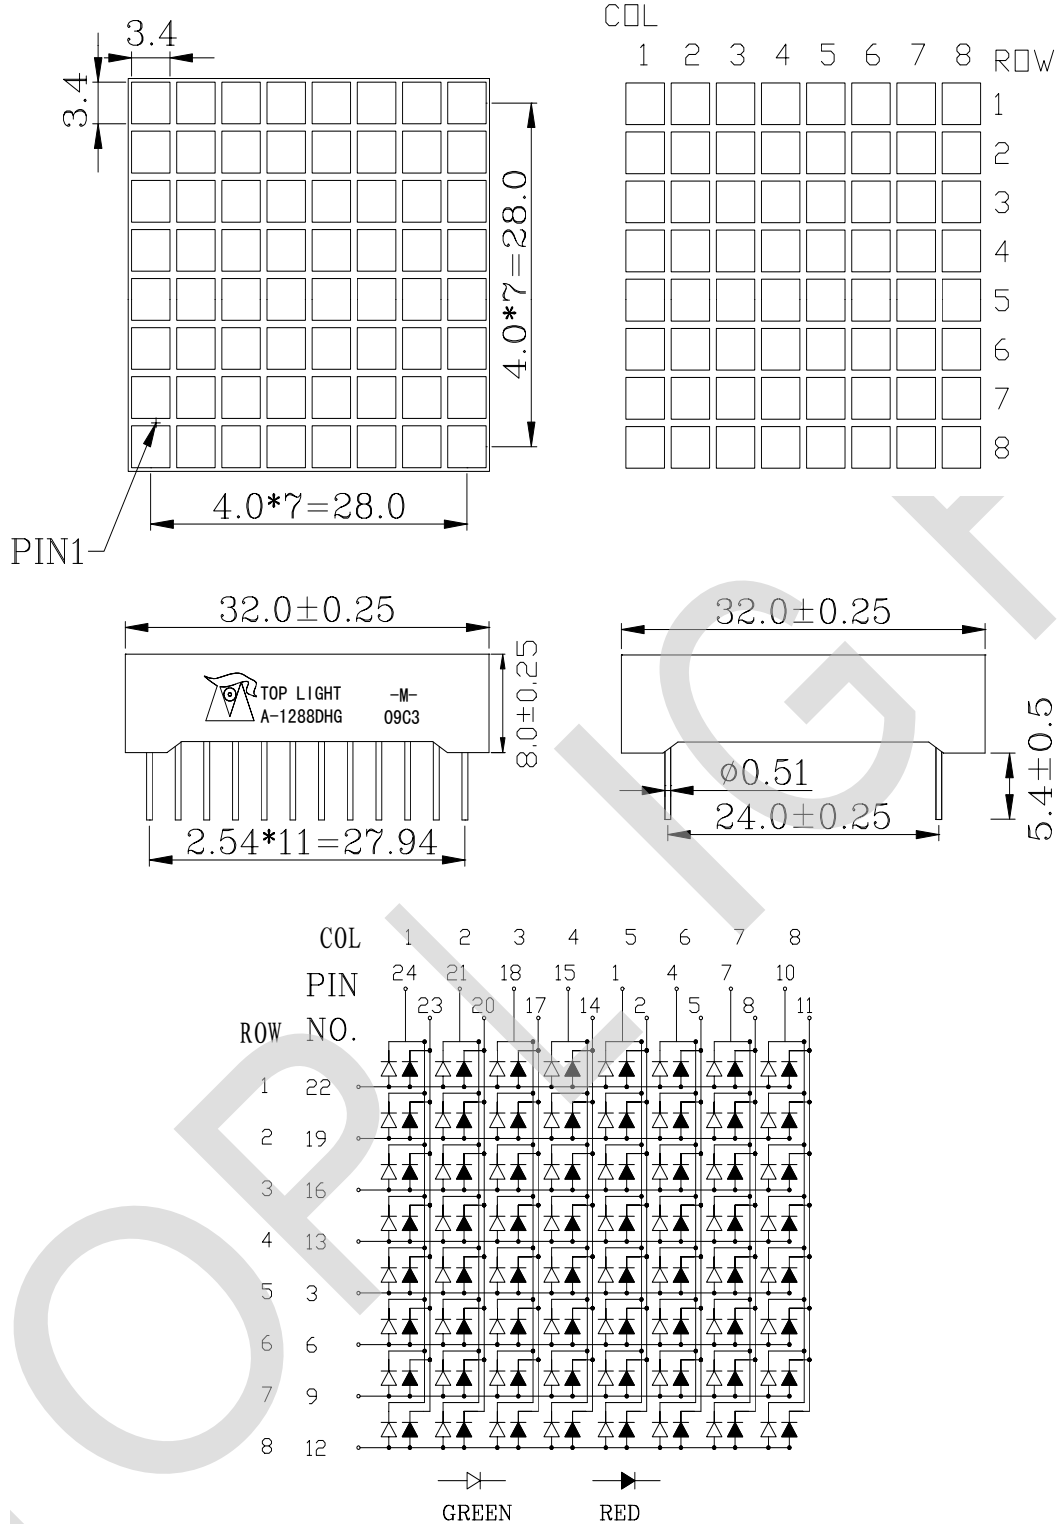 COL
3.4
1 2 3 4 5 6 7 8
ROW
3.4
1
2
3
4
5
6
7
8
4.0*7=28.0
4.0*7=28.0
PIN1
32.0±0.25
32.0±0.25
8.0±0.25
TOP LIGHT -M-
A-1288DHG 09C3
5.4±0.5
ø0.51
24.0±0.25
2.54*11=27.94
COL 1 2 3 4 5 6 7 8
PIN 24 21 18 15 1 4 7 10
23 20 17 14 2 5 8 11
ROW NO.
1 22
2 19
3 16
4 13
5 3
6 6
7 9
8 12
GREEN RED
OPLIGH